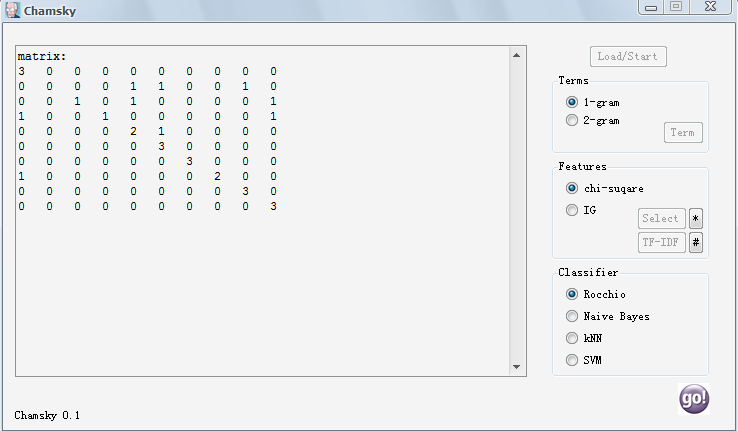 Chamsky
matrix:
3 0 0 0 0 0 0 0 0 0
0 0 0 0 1 1 0 0 1 0
0 0 1 0 1 0 0 0 0 1
1 0 0 1 0 0 0 0 0 1
0 0 0 0 2 1 0 0 0 0
0 0 0 0 0 3 0 0 0 0
0 0 0 0 0 0 3 0 0 0
1 0 0 0 0 0 0 2 0 0
0 0 0 0 0 0 0 0 3 0
0 0 0 0 0 0 0 0 0 3
Load/Start
Terms
1-gram
2-gram
Term
Features
chi-suqare
IG
Select *
TF-IDF #
Classifier
Rocchio
Naive Bayes
kNN
SVM
go!
Chamsky 0.1